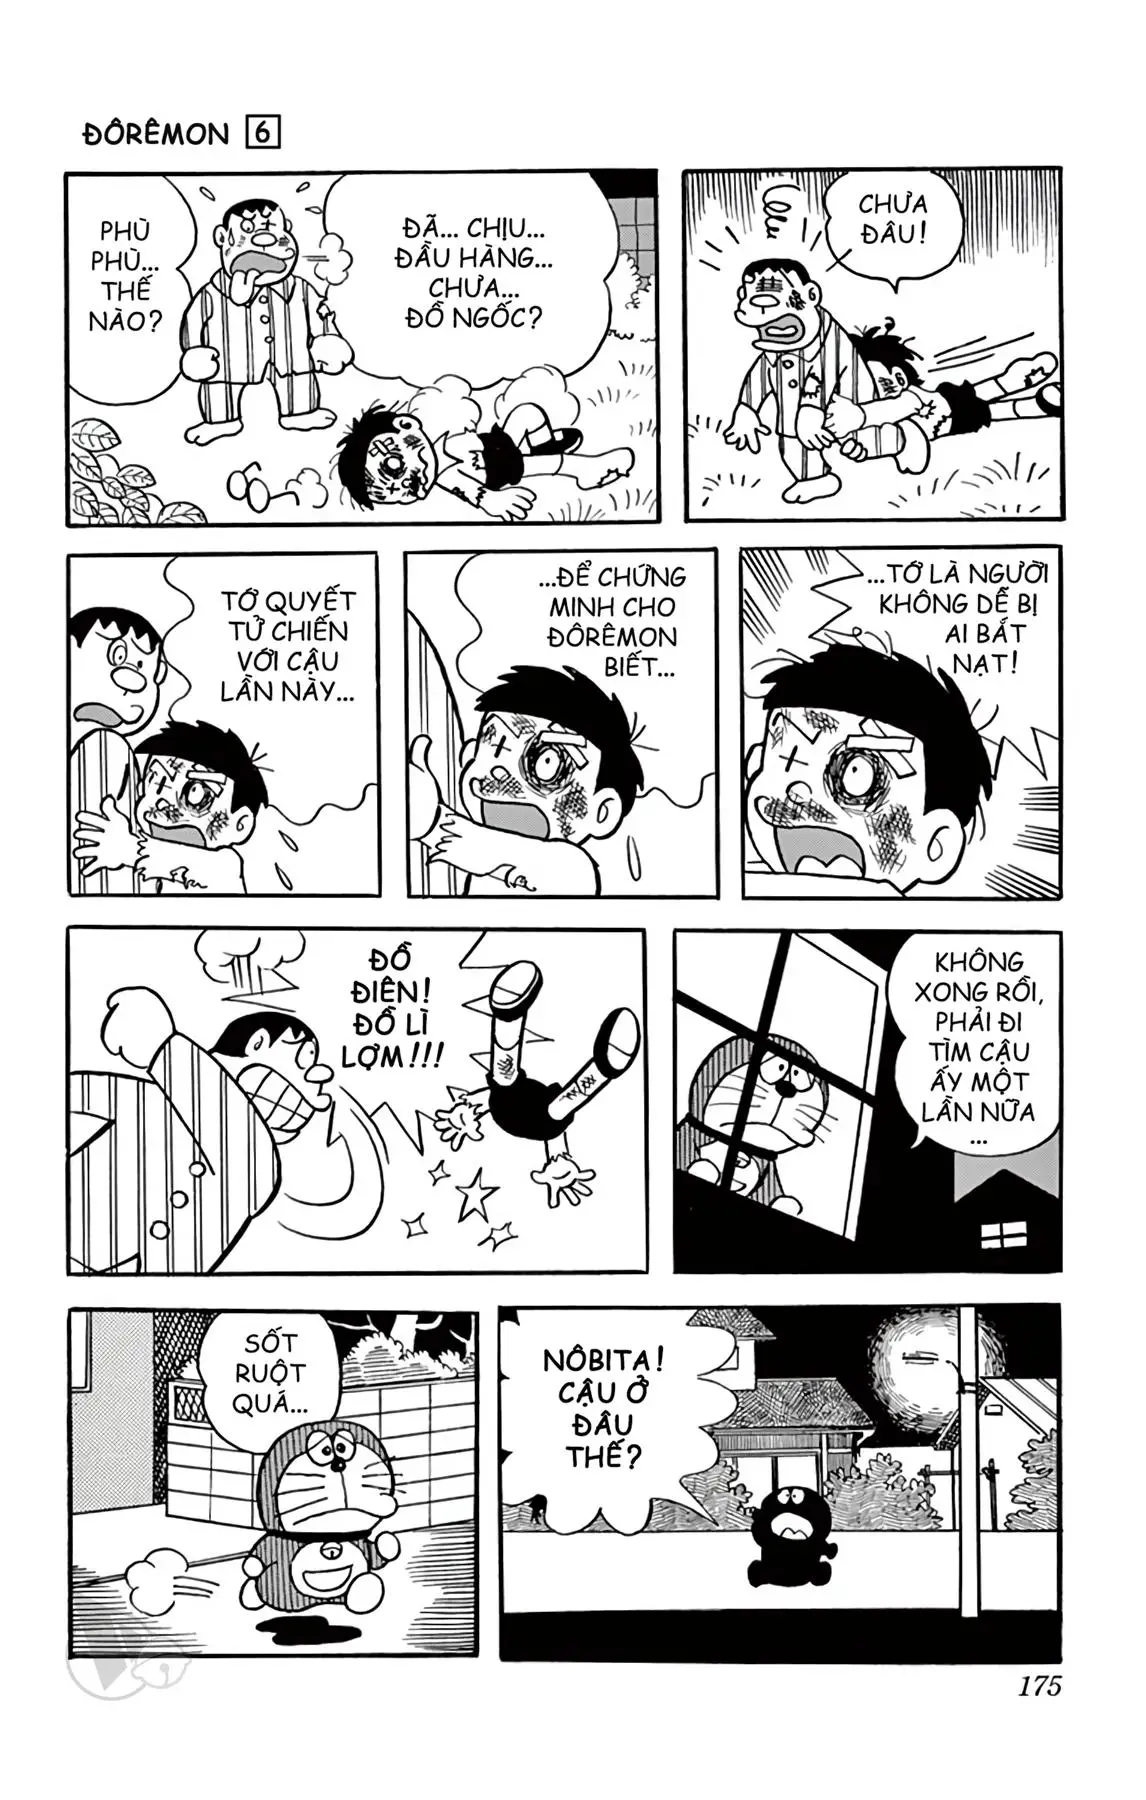 ĐÔRÊMON 6
PHÙ
PHÙ...
THẾ
NÀO?
ĐÃ... CHỊU...
ĐẦU HÀNG...
CHƯA...
ĐỒ NGỐC?
CHƯA
ĐÂU!
TỚ QUYẾT
TỬ CHIẾN
VỚI CẬU
LẦN NÀY...
...ĐỂ CHỨNG
MINH CHO
ĐÔRÊMON
BIẾT...
...TỚ LÀ NGƯỜI
KHÔNG DỄ BỊ
AI BẮT
NẠT!
ĐỒ
ĐIÊN!
ĐỒ LÌ
LỢM!!!
KHÔNG
XONG RỒI,
PHẢI ĐI
TÌM CẬU
ẤY MỘT
LẦN NỮA
...
SỐT
RUỘT
QUÁ...
NÔBITA!
CẬU Ở
ĐÂU
THẾ?
175